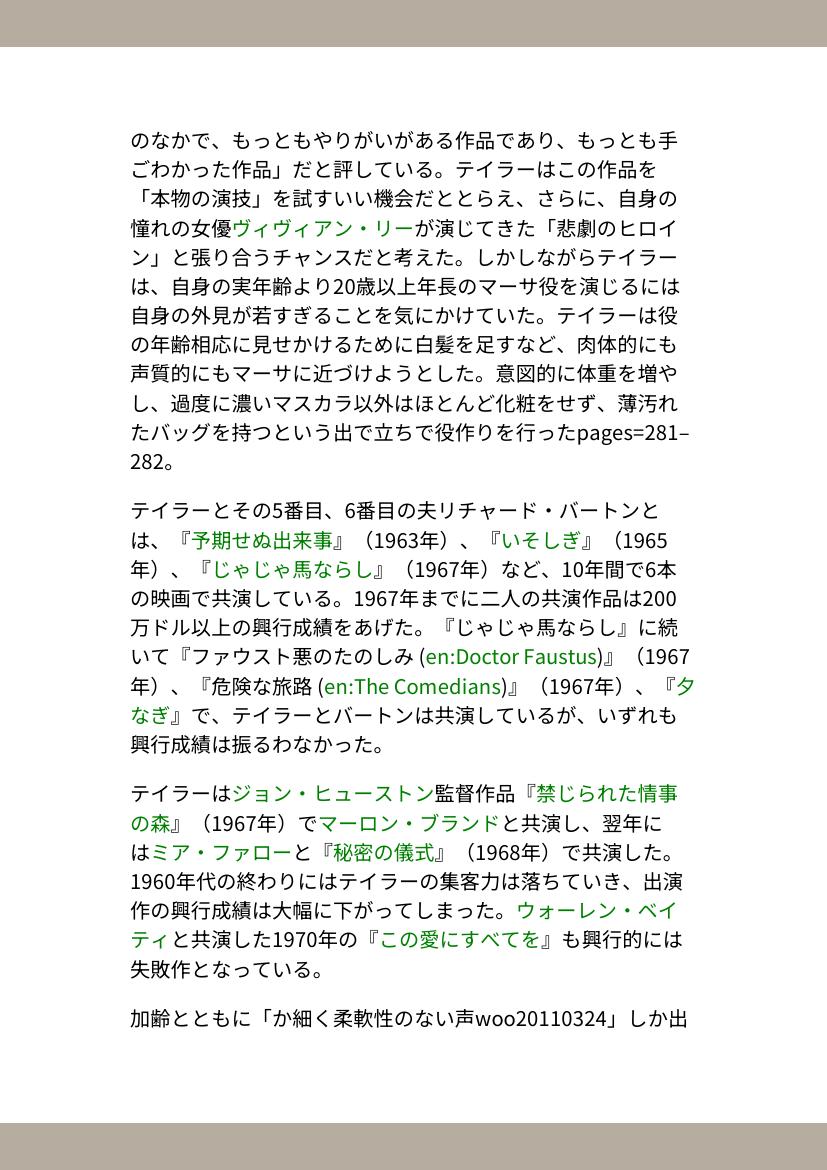 のなかで、もっともやりがいがある作品であり、もっとも手
ごわかった作品」だと評している。テイラーはこの作品を
「本物の演技」を試すいい機会だととらえ、さらに、自身の
憧れの女優ヴィヴィアン・リーが演じてきた「悲劇のヒロイ
ン」と張り合うチャンスだと考えた。しかしながらテイラー
は、自身の実年齢より20歳以上年長のマーサ役を演じるには
自身の外見が若すぎることを気にかけていた。テイラーは役
の年齢相応に見せかけるために白髪を足すなど、肉体的にも
声質的にもマーサに近づけようとした。意図的に体重を増や
し、過度に濃いマスカラ以外はほとんど化粧をせず、薄汚れ
たバッグを持つという出で立ちで役作りを行ったpages=281–
282。
テイラーとその5番目、6番目の夫リチャード・バートンと
は、『予期せぬ出来事』（1963年）、『いそしぎ』（1965
年）、『じゃじゃ馬ならし』（1967年）など、10年間で6本
の映画で共演している。1967年までに二人の共演作品は200
万ドル以上の興行成績をあげた。『じゃじゃ馬ならし』に続
いて『ファウスト悪のたのしみ (en:Doctor Faustus)』（1967
年）、『危険な旅路 (en:The Comedians)』（1967年）、『夕
なぎ』で、テイラーとバートンは共演しているが、いずれも
興行成績は振るわなかった。
テイラーはジョン・ヒューストン監督作品『禁じられた情事
の森』（1967年）でマーロン・ブランドと共演し、翌年に
はミア・ファローと『秘密の儀式』（1968年）で共演した。
1960年代の終わりにはテイラーの集客力は落ちていき、出演
作の興行成績は大幅に下がってしまった。ウォーレン・ベイ
ティと共演した1970年の『この愛にすべてを』も興行的には
失敗作となっている。
加齢とともに「か細く柔軟性のない声woo20110324」しか出